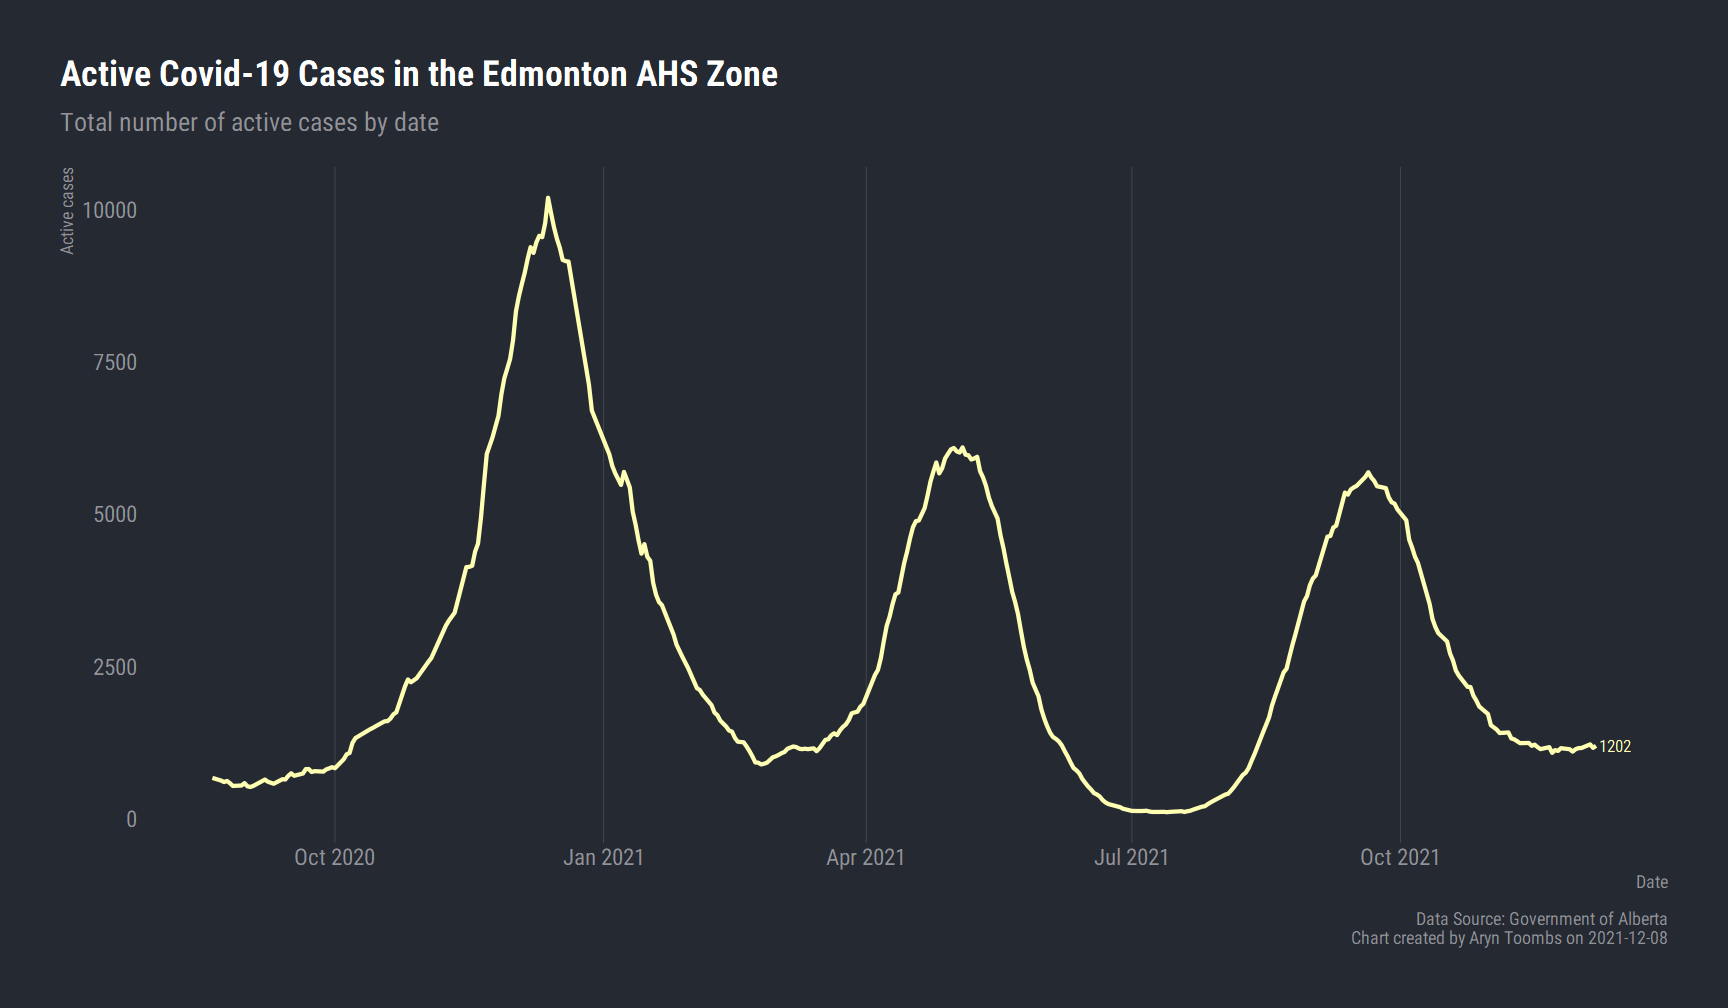 Active Covid-19 Cases in the Edmonton AHS Zone
Total number of active cases by date
Active cases
10000
7500
5000
2500
0
1202
Oct 2020
Jan 2021
Apr 2021
Jul 2021
Oct 2021
Date
Data Source: Government of Alberta
Chart created by Aryn Toombs on 2021-12-08